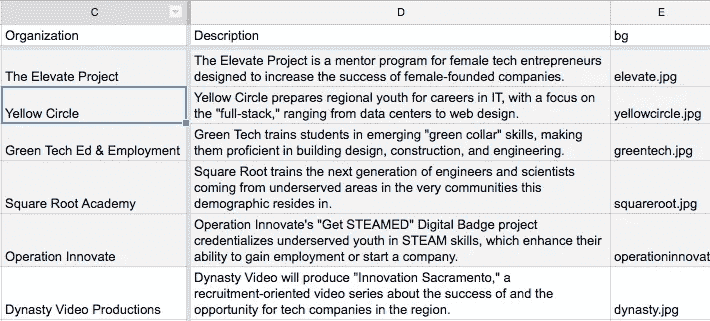 C D E
Organization Description bg
The Elevate Project is a mentor program for female tech entrepreneurs
designed to increase the success of female-founded companies.
The Elevate Project elevate.jpg
Yellow Circle prepares regional youth for careers in IT, with a focus on
the "full-stack," ranging from data centers to web design.
Yellow Circle yellowcircle.jpg
Green Tech trains students in emerging "green collar" skills, making
them proficient in building design, construction, and engineering.
Green Tech Ed & Employment greentech.jpg
Square Root trains the next generation of engineers and scientists
coming from underserved areas in the very communities this
demographic resides in.
Square Root Academy squareroot.jpg
Operation Innovate's "Get STEAMED" Digital Badge project
credentializes underserved youth in STEAM skills, which enhance their
ability to gain employment or start a company.
Operation Innovate operationinnovat
Dynasty Video will produce "Innovation Sacramento," a
recruitment-oriented video series about the success of and the
opportunity for tech companies in the region.
Dynasty Video Productions dynasty.jpg